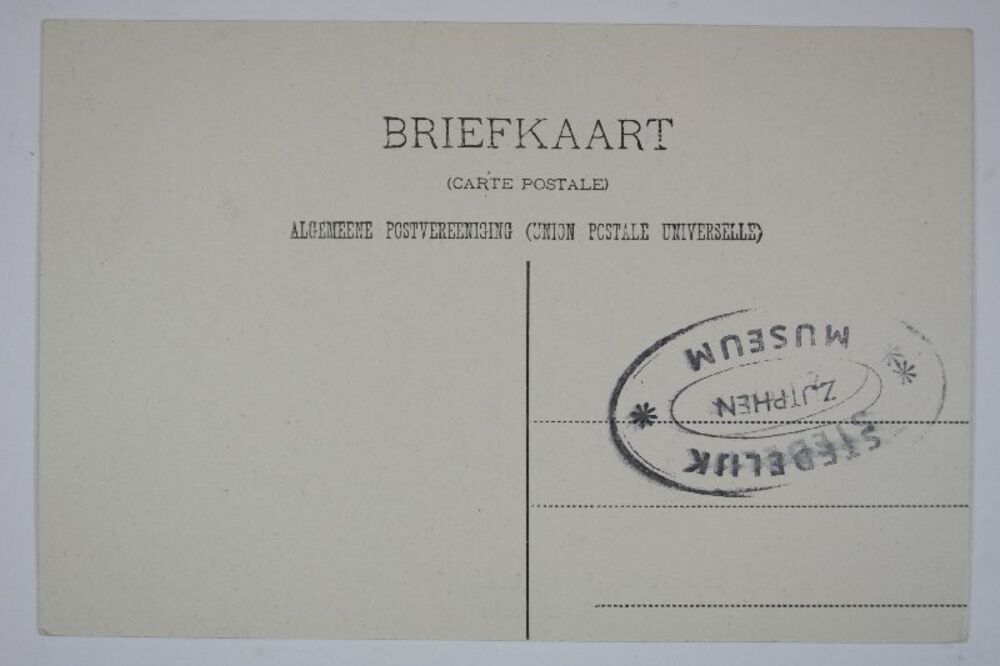 BRIEFKAART
(CARTE POSTALE)
ALGEMEENE POSTVEREENIGING (UNION POSTALE UNIVERSELLE)
STEDELIJK
ZUTPHEN
MUSEUM